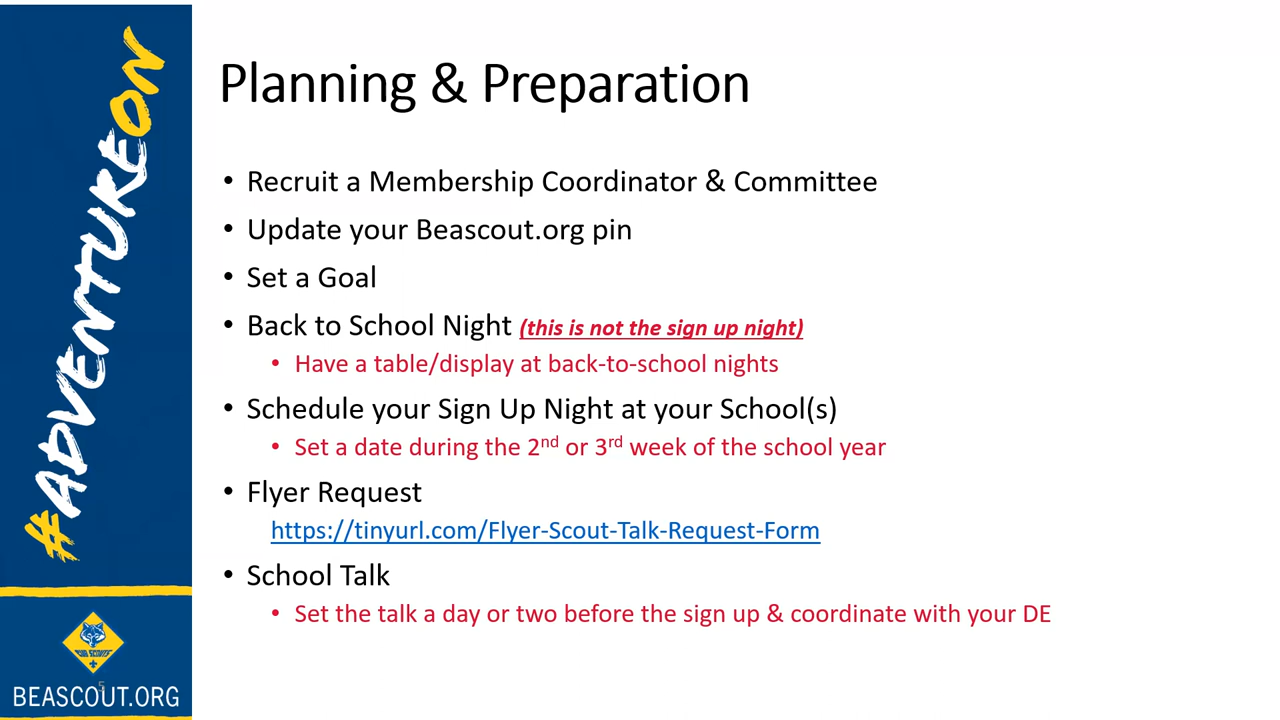 #ADVENTUREON
Planning & Preparation
• Recruit a Membership Coordinator & Committee
• Update your Beascout.org pin
• Set a Goal
• Back to School Night (this is not the sign up night)
• Have a table/display at back-to-school nights
• Schedule your Sign Up Night at your School(s)
• Set a date during the 2nd or 3rd week of the school year
• Flyer Request
https://tinyurl.com/Flyer-Scout-Talk-Request-Form
• School Talk
• Set the talk a day or two before the sign up & coordinate with your DE
CUB SCOUTS
5
BEASCOUT.ORG